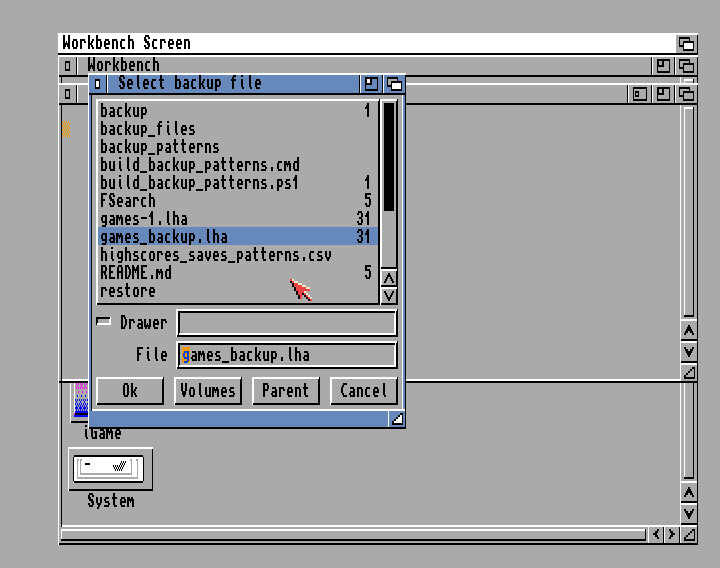 Workbench Screen
Workbench
Select backup file
backup 1
backup_files
backup_patterns
build_backup_patterns.cmd
build_backup_patterns.ps1 1
FSearch 5
games-1.lha 31
games_backup.lha 31
highscores_saves_patterns.csv
README.md 5
restore
Drawer
File games_backup.lha
Ok Volumes Parent Cancel
iGame
System